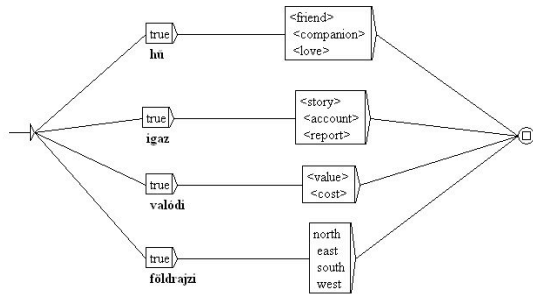 true
hű
<friend>
<companion>
<love>
true
igaz
<story>
<account>
<report>
true
valódi
<value>
<cost>
true
földrajzi
north
east
south
west